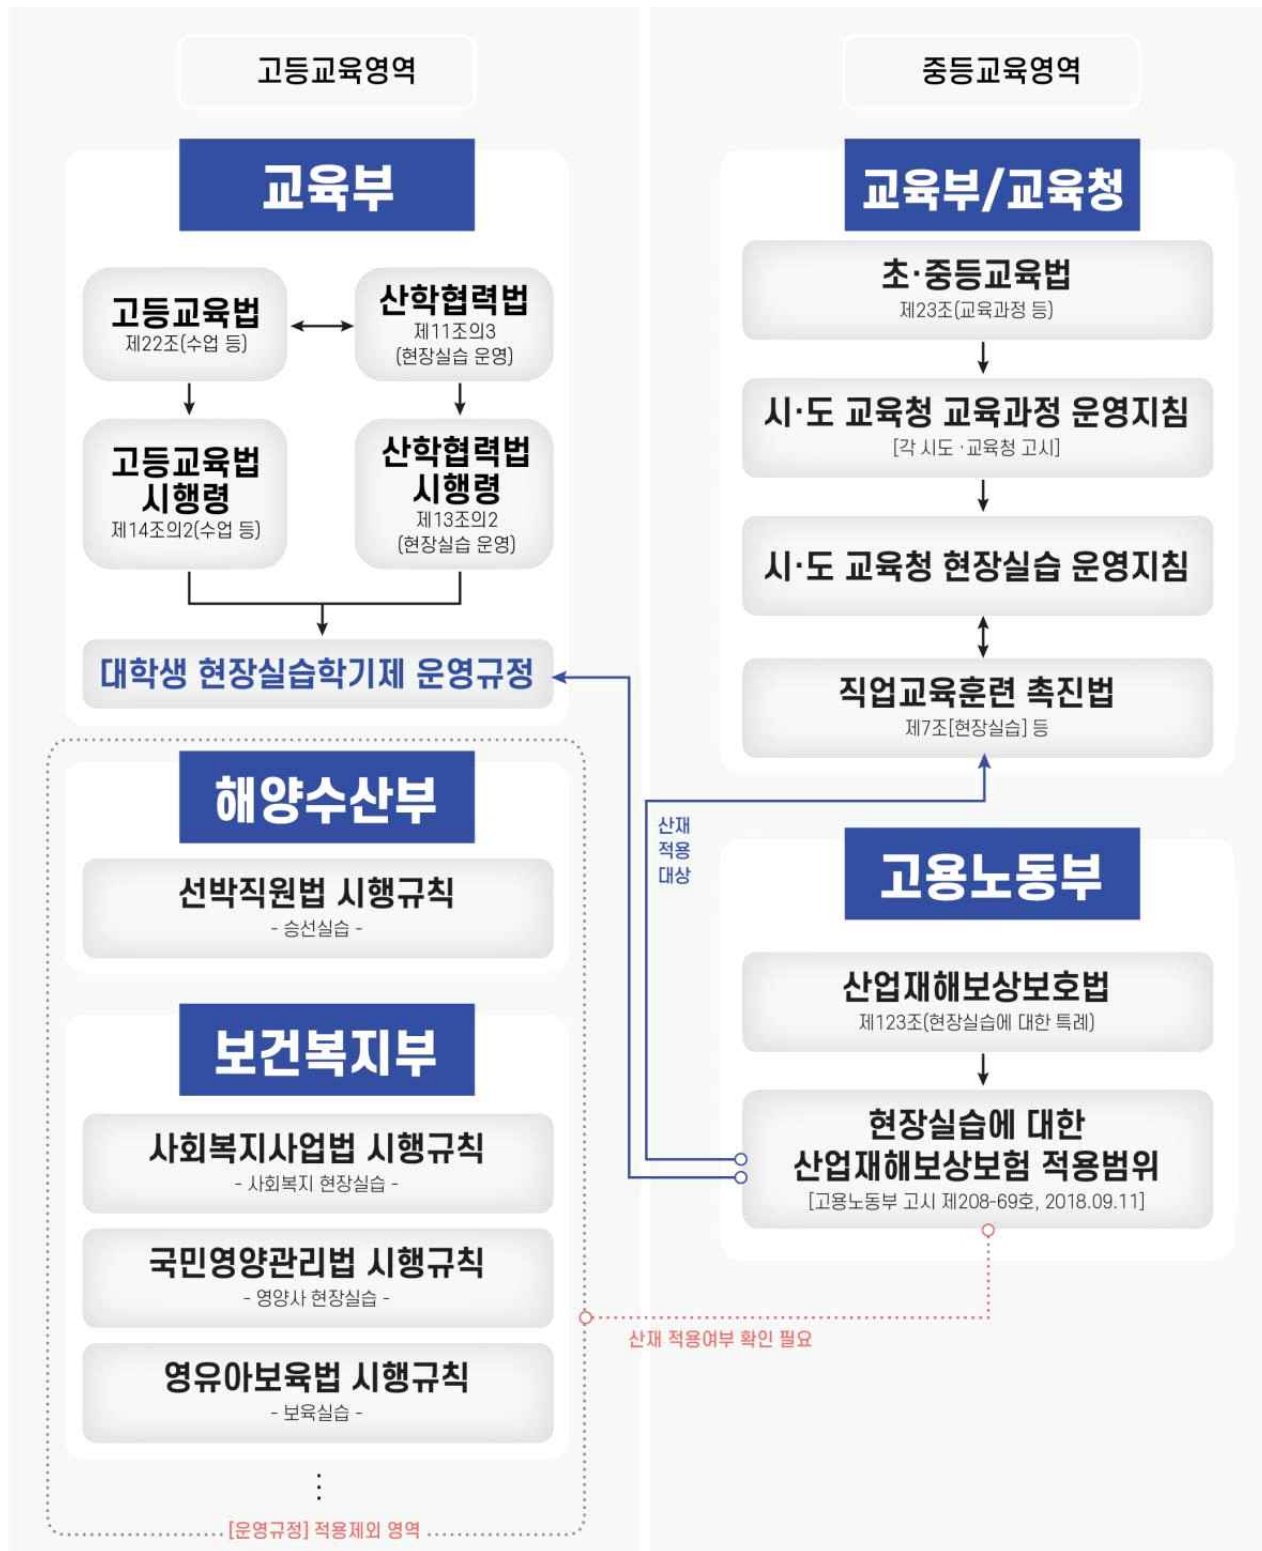 고등교육영역
교육부
고등교육법
제22조(수업 등)
산학협력법
제11조의3
(현장실습 운영)
고등교육법
시행령
제14조의2(수업 등)
산학협력법
시행령
제13조의2
(현장실습 운영)
대학생 현장실습학기제 운영규정
해양수산부
선박직원법 시행규칙
- 승선실습 -
보건복지부
사회복지사업법 시행규칙
- 사회복지 현장실습 -
국민영양관리법 시행규칙
- 영양사 현장실습 -
영유아보육법 시행규칙
- 보육실습 -
⋮
[운영규정] 적용제외 영역
중등교육영역
교육부/교육청
초·중등교육법
제23조(교육과정 등)
시·도 교육청 교육과정 운영지침
[각 시도 ·교육청 고시]
시·도 교육청 현장실습 운영지침
직업교육훈련 촉진법
제7조[현장실습] 등
산재
적용
대상
고용노동부
산업재해보상보호법
제123조(현장실습에 대한 특례)
현장실습에 대한
산업재해보상보험 적용범위
[고용노동부 고시 제208-69호, 2018.09.11]
산재 적용여부 확인 필요